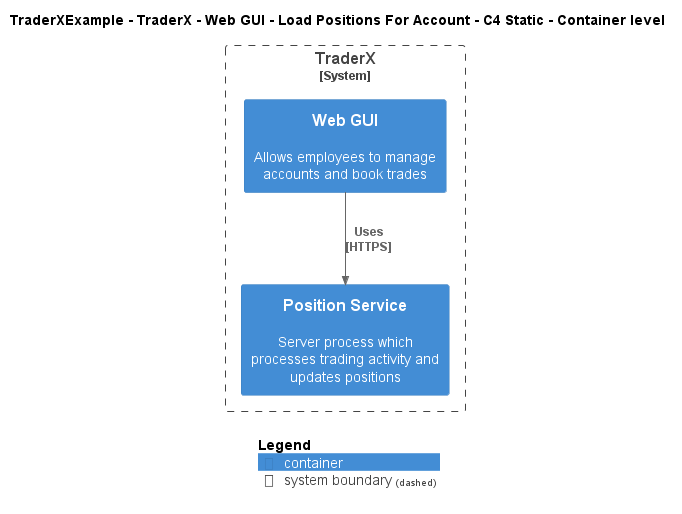 TraderXExample - TraderX - Web GUI - Load Positions For Account - C4 Static - Container level
TraderX
[System]
Web GUI
Allows employees to manage
accounts and book trades
Uses
[HTTPS]
Position Service
Server process which
processes trading activity and
updates positions
Legend
container
system boundary (dashed)